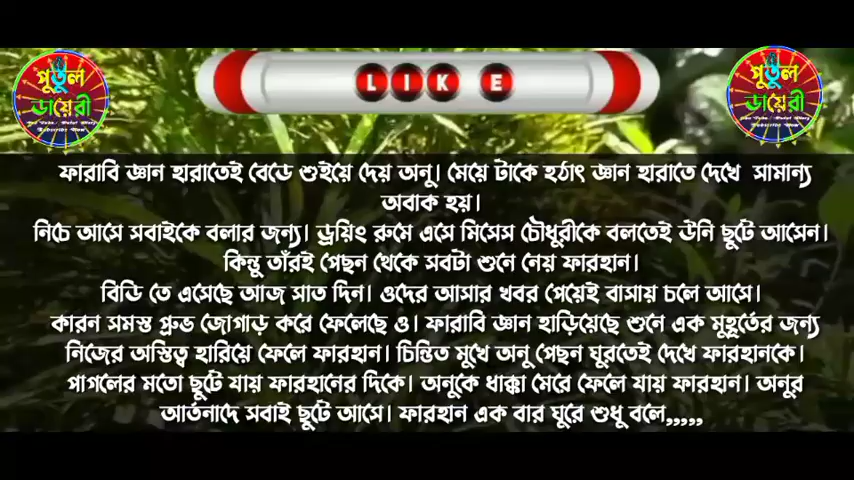 পুতুল
ডায়েরী
LIKE
পুতুল
ডায়েরী
ফারাবি জ্ঞান হারাতেই বেডে শুইয়ে দেয় অনু। মেয়ে টাকে হঠাৎ জ্ঞান হারাতে দেখে সামান্য
অবাক হয়।
নিচে আসে সবাইকে বলার জন্য। ড্রয়িং রুমে এসে মিসেস চৌধুরীকে বলতেই উনি ছুটে আসেন।
কিন্তু তাঁরই পেছন থেকে সবটা শুনে নেয় ফারহান।
বিডি তে এসেছে আজ সাত দিন। ওদের আসার খবর পেয়েই বাসায় চলে আসে।
কারন সমস্ত প্রুভ জোগাড় করে ফেলেছে ও। ফারাবি জ্ঞান হাড়িয়েছে শুনে এক মুহূর্তের জন্য
নিজের অস্তিত্ব হারিয়ে ফেলে ফারহান। চিন্তিত মুখে অনু পেছন ঘুরতেই দেখে ফারহানকে।
পাগলের মতো ছুটে যায় ফারহানের দিকে। অনুকে ধাক্কা মেরে ফেলে যায় ফারহান। অনুর
আর্তনাদে সবাই ছুটে আসে। ফারহান এক বার ঘুরে শুধু বলে,,,,,